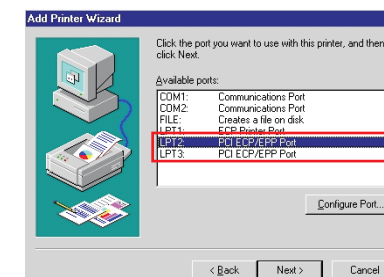 Add Printer Wizard
Click the port you want to use with this printer, and then
click Next.
Available ports:
COM1: Communications Port
COM2: Communications Port
FILE: Creates a file on disk
LPT1: ECP Printer Port
LPT2: PCI ECP/EPP Port
LPT3: PCI ECP/EPP Port
Configure Port...
< Back Next > Cancel